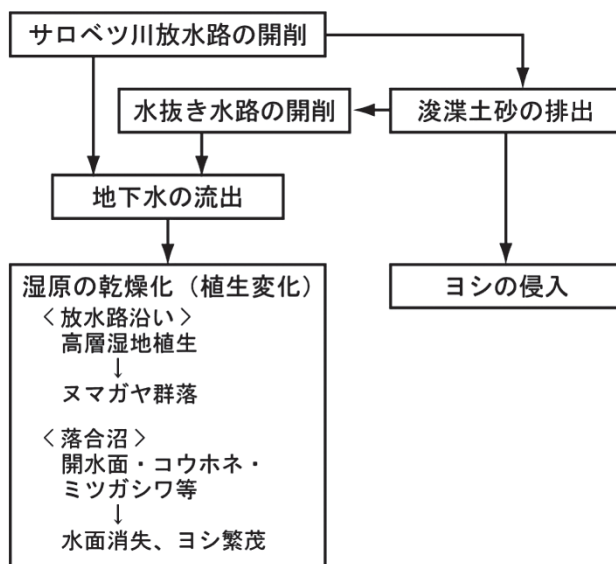 サロベツ川放水路の開削
水抜き水路の開削
浚渫土砂の排出
地下水の流出
湿原の乾燥化（植生変化）
＜放水路沿い＞
高層湿地植生
↓
ヌマガヤ群落
＜落合沼＞
開水面・コウホネ・
ミツガシワ等
↓
水面消失、ヨシ繁茂
ヨシの侵入